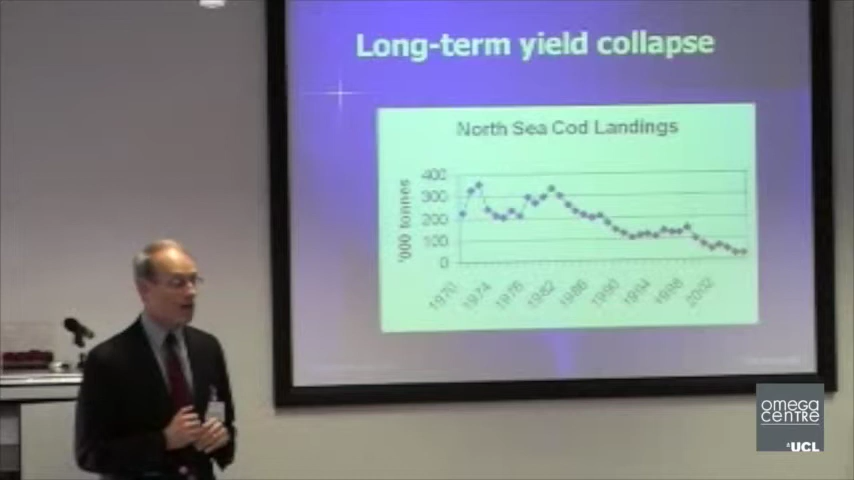 Long-term yield collapse
North Sea Cod Landings
'000 tonnes
400
300
200
100
0
1970
1974
1978
1982
1986
1990
1994
1998
2002
omega
centre
UCL